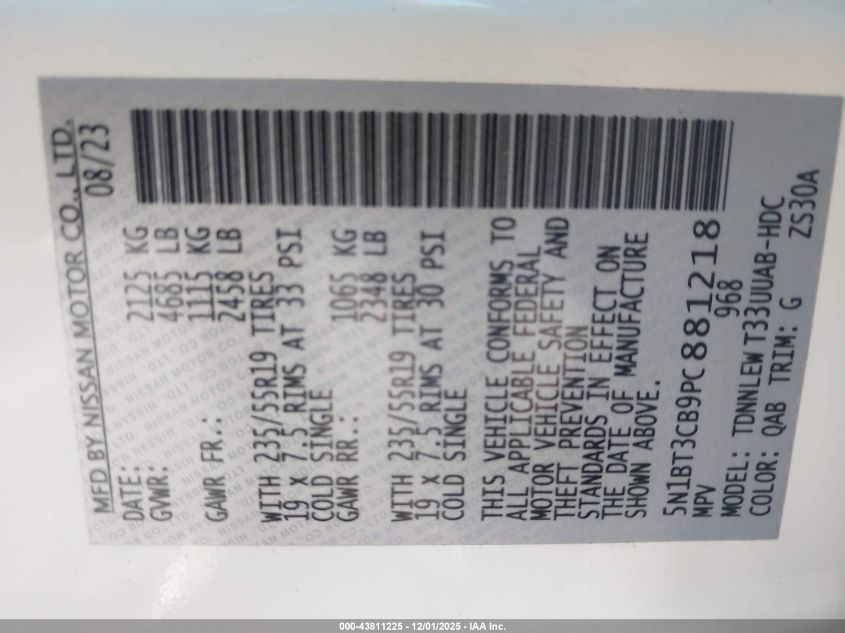 MFD BY NISSAN MOTOR CO., LTD.
DATE: 08/23
GVWR: 2125 KG
4685 LB
GAWR FR.: 1115 KG
2458 LB
WITH 235/55R19 TIRES
19 X 7.5 RIMS AT 33 PSI
COLD SINGLE
GAWR RR.: 1065 KG
2348 LB
WITH 235/55R19 TIRES
19 X 7.5 RIMS AT 30 PSI
COLD SINGLE
THIS VEHICLE CONFORMS TO
ALL APPLICABLE FEDERAL
MOTOR VEHICLE SAFETY AND
THEFT PREVENTION
STANDARDS IN EFFECT ON
THE DATE OF MANUFACTURE
SHOWN ABOVE.
5N1BT3CB9PC881218
MPV 968
MODEL: TDNNLEW T33UUAB-HDC
COLOR: QAB TRIM: G ZS30A
000-43811225 - 12/01/2025 - IAA Inc.